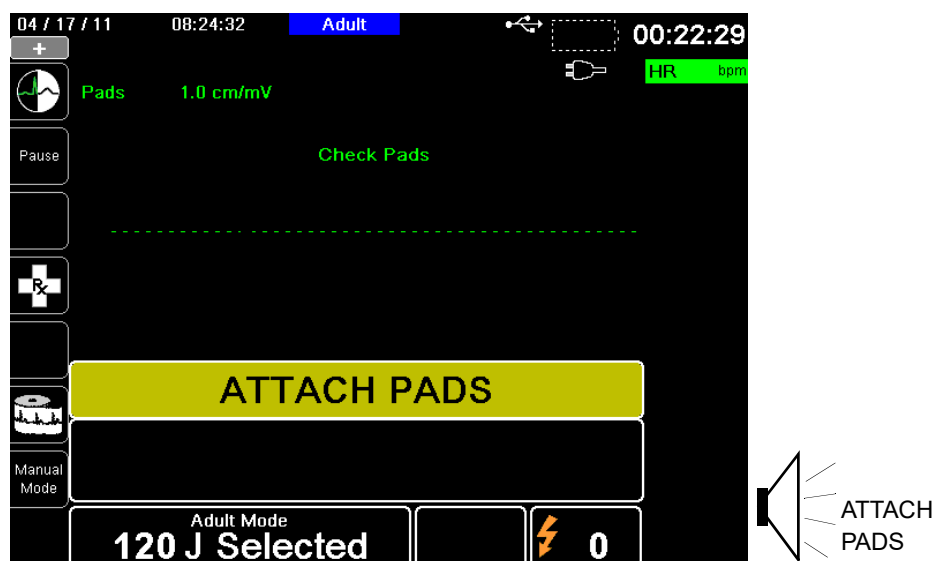 04 / 17 / 11 08:24:32 Adult 00:22:29
+
HR bpm
Pads 1.0 cm/mV
Pause
Check Pads
Rx
ATTACH PADS
Manual
Mode
Adult Mode
120 J Selected
0
ATTACH
PADS